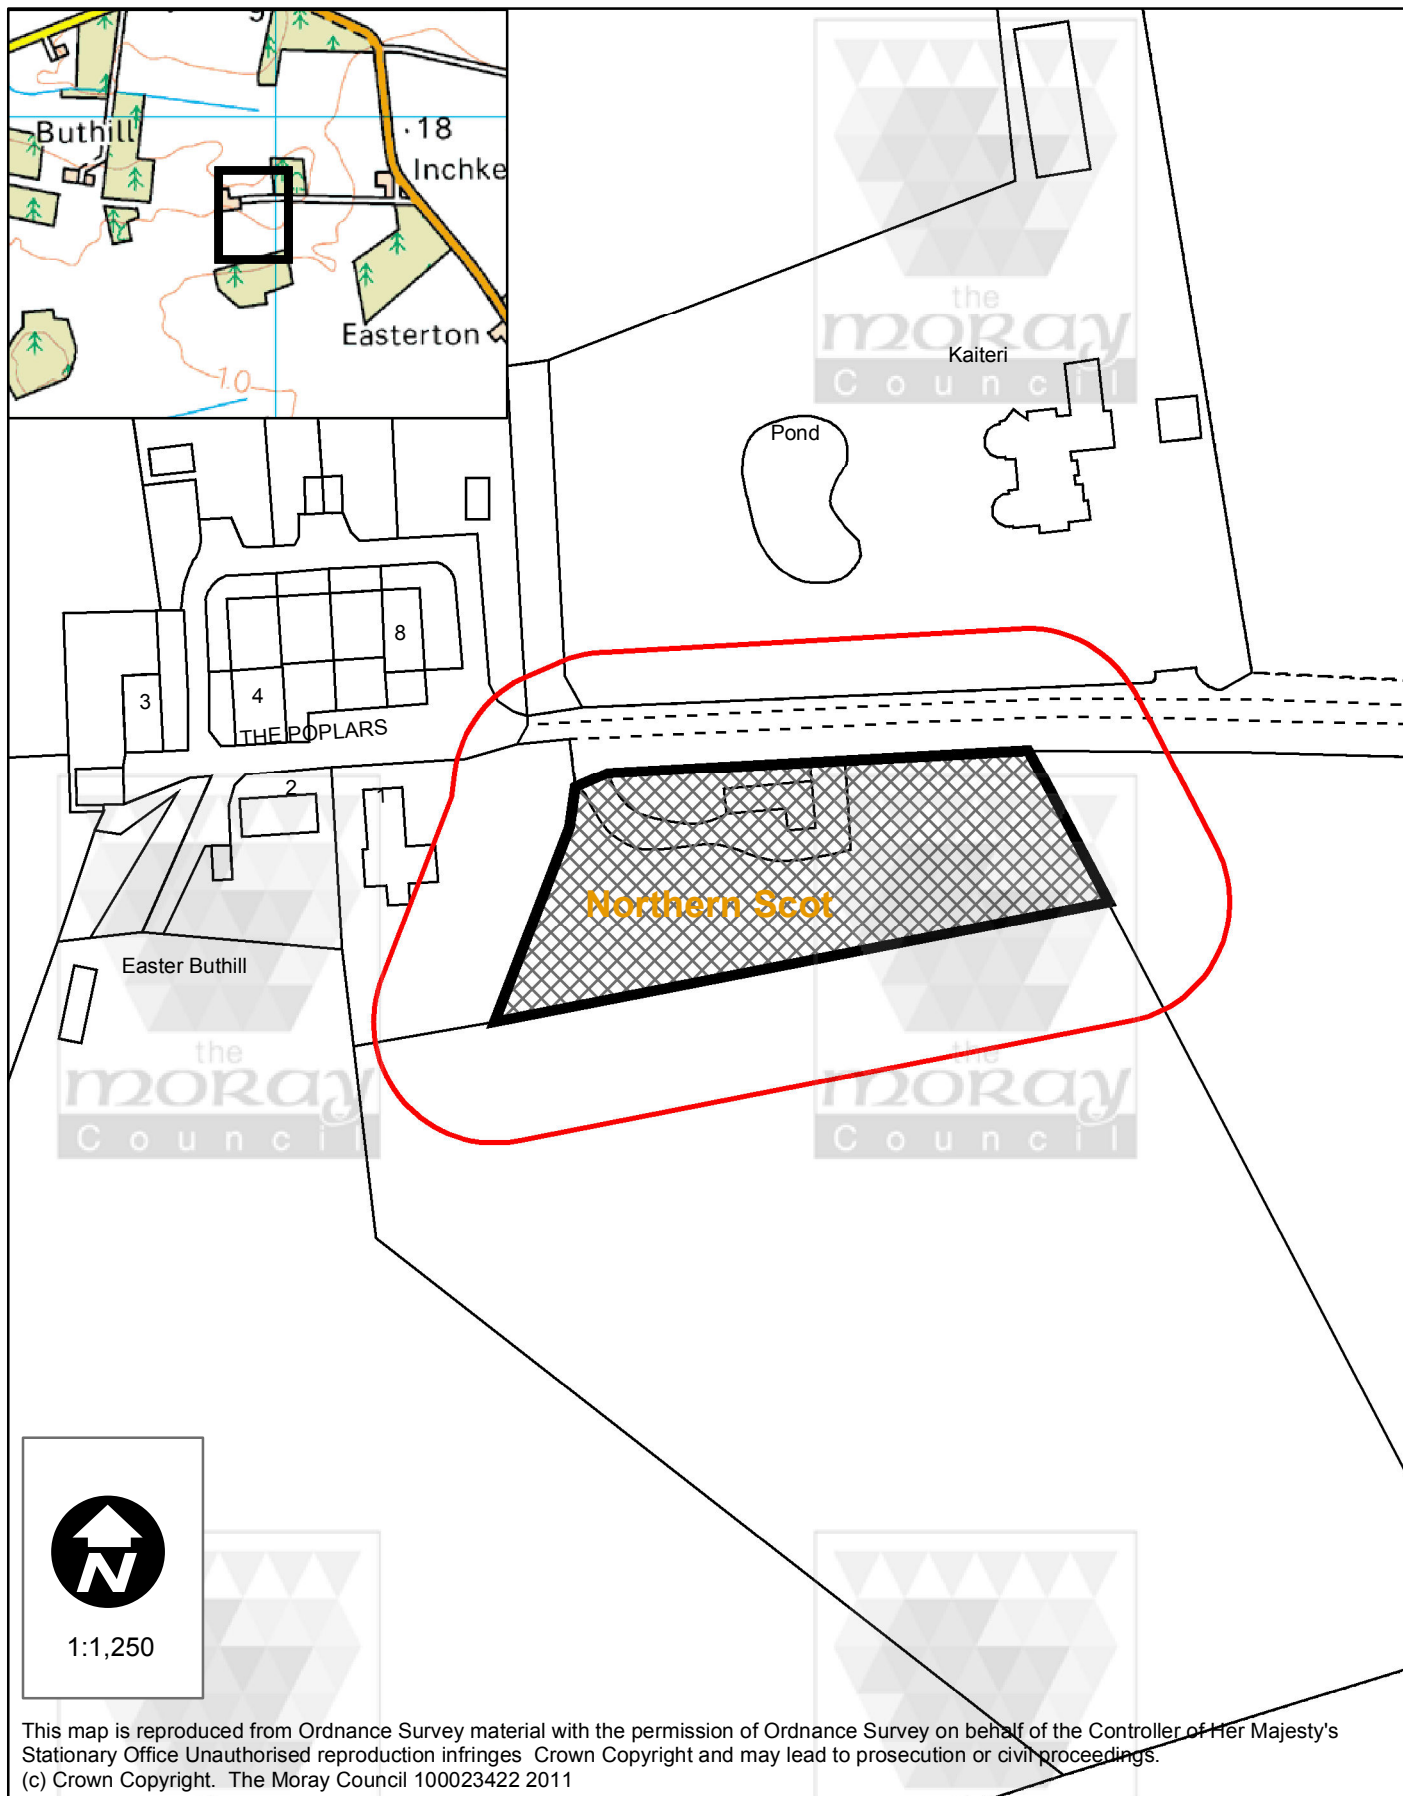 Buthill
18
Inchke
Easterton
10
the
moray
Council
Kaiteri
Pond
8
3
4
THE POPLARS
2
1
Northern Scot
Easter Buthill
the
moray
Council
the
moray
Council
N
1:1,250
This map is reproduced from Ordnance Survey material with the permission of Ordnance Survey on behalf of the Controller of Her Majesty's
Stationary Office Unauthorised reproduction infringes Crown Copyright and may lead to prosecution or civil proceedings.
(c) Crown Copyright. The Moray Council 100023422 2011